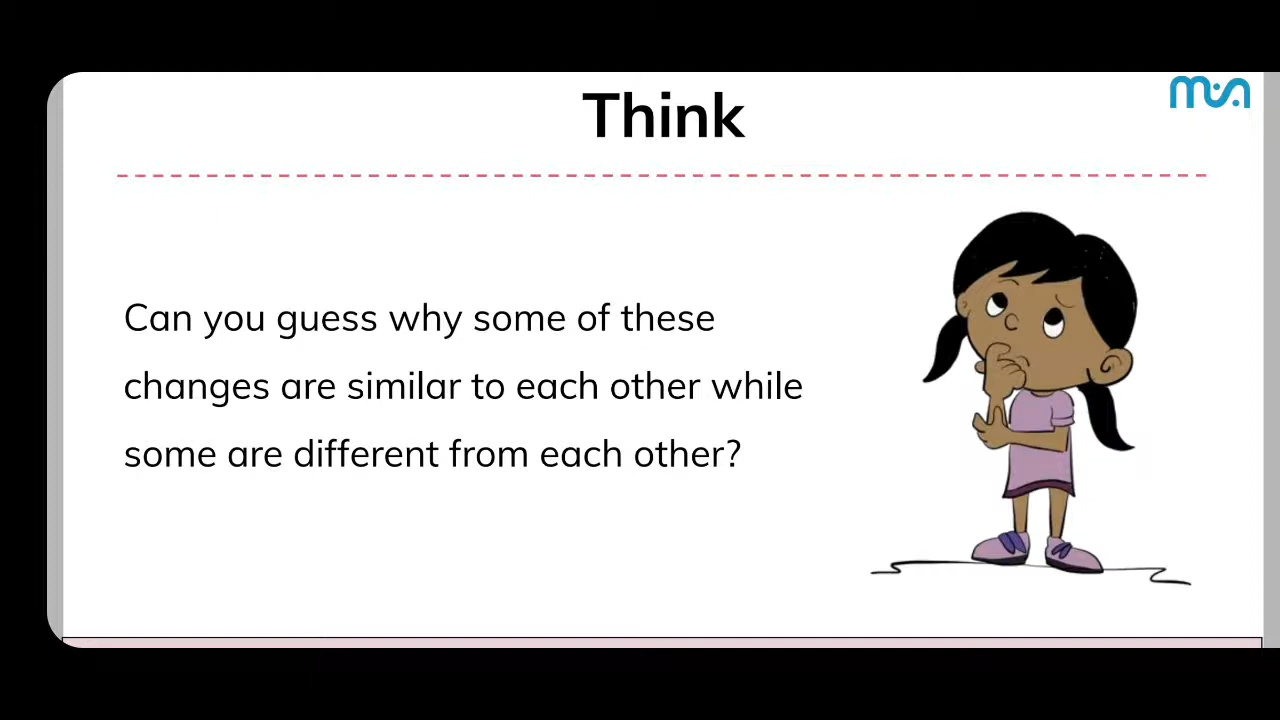 Think
mia
Can you guess why some of these
changes are similar to each other while
some are different from each other?